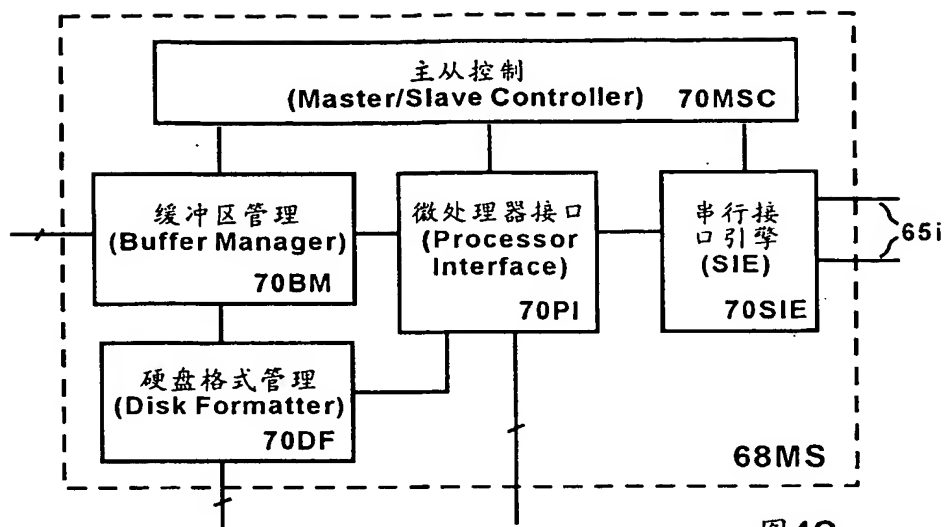 主从控制
(Master/Slave Controller) 70MSC
缓冲区管理
(Buffer Manager)
70BM
微处理器接口
(Processor
Interface)
70PI
串行接
口引擎
(SIE)
70SIE
65i
硬盘格式管理
(Disk Formatter)
70DF
68MS